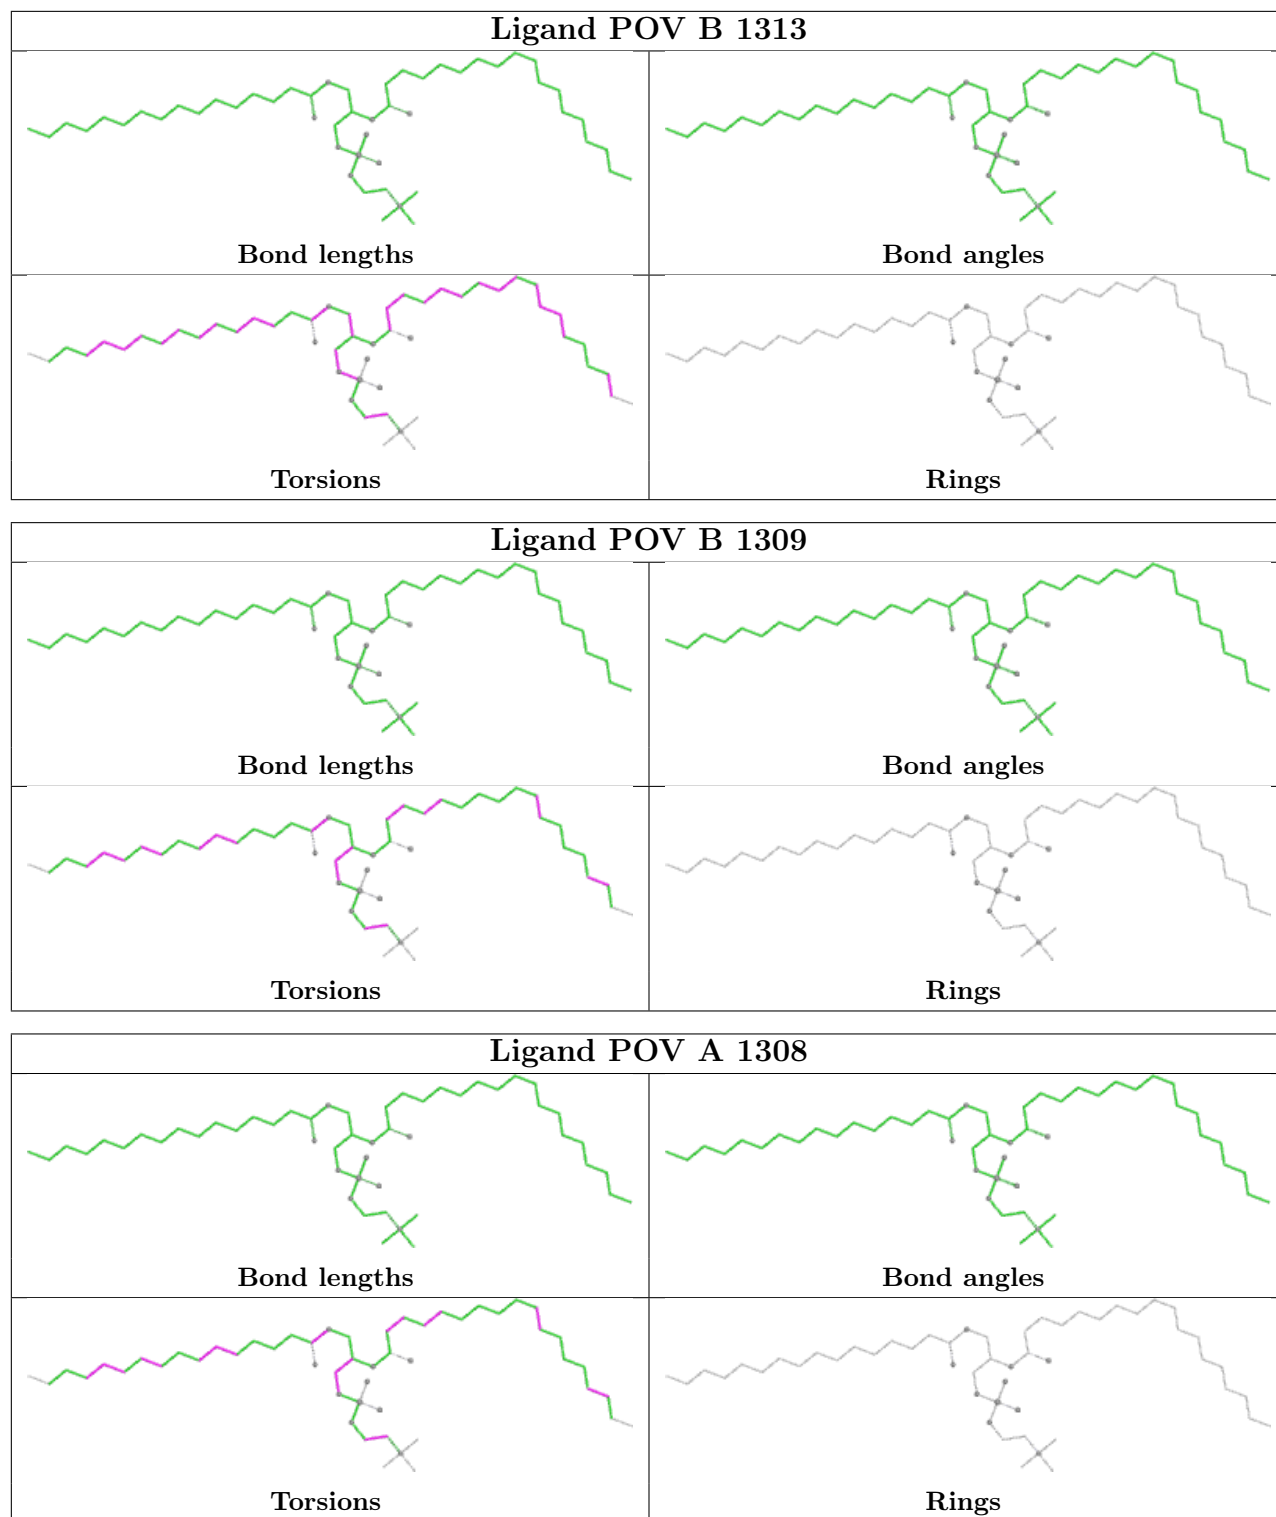 Ligand POV B 1313
Bond lengths
Bond angles
Torsions
Rings
Ligand POV B 1309
Bond lengths
Bond angles
Torsions
Rings
Ligand POV A 1308
Bond lengths
Bond angles
Torsions
Rings